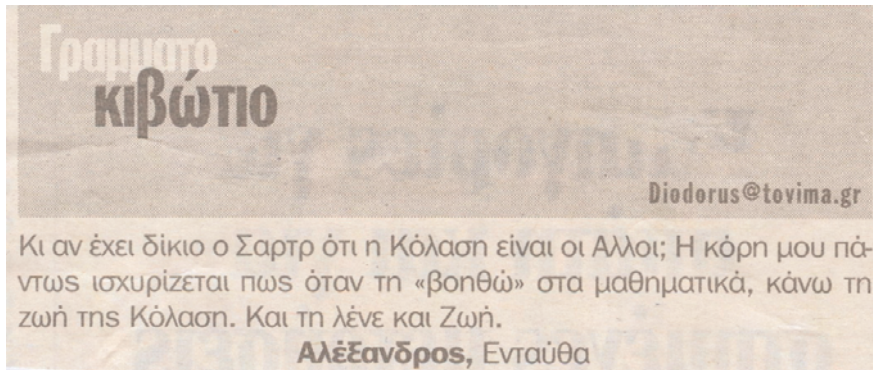 Γραμματο
κιβώτιο
Diodorus@tovima.gr
Κι αν έχει δίκιο ο Σαρτρ ότι η Κόλαση είναι οι Αλλοι; Η κόρη μου πά-
ντως ισχυρίζεται πως όταν τη «βοηθώ» στα μαθηματικά, κάνω τη
ζωή της Κόλαση. Και τη λένε και Ζωή.
Αλέξανδρος, Ενταύθα